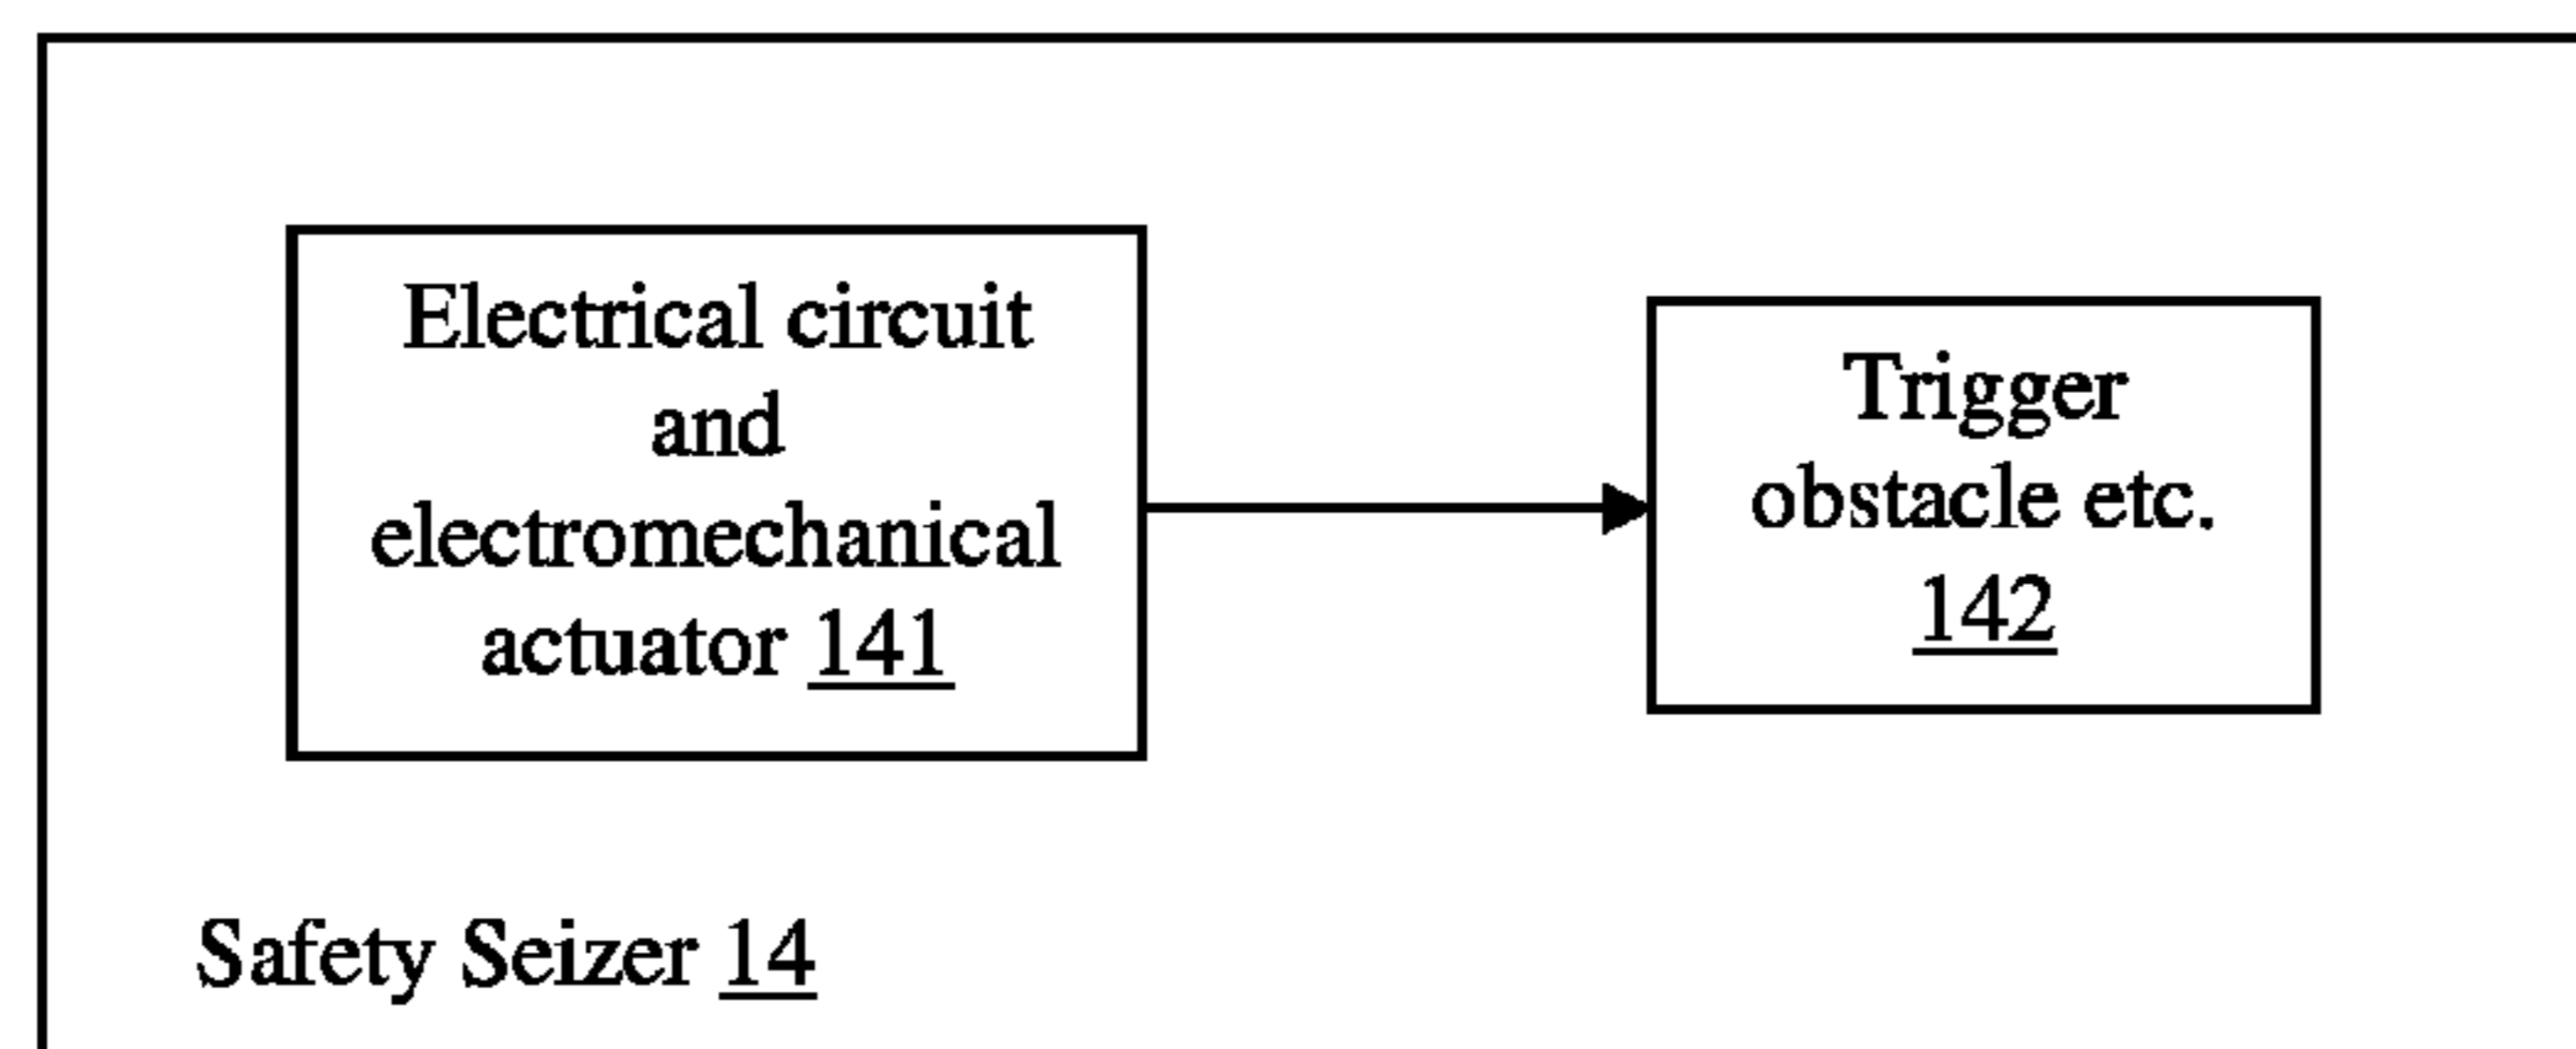 Electrical circuit
and
electromechanical
actuator 141
Trigger
obstacle etc.
142
Safety Seizer 14